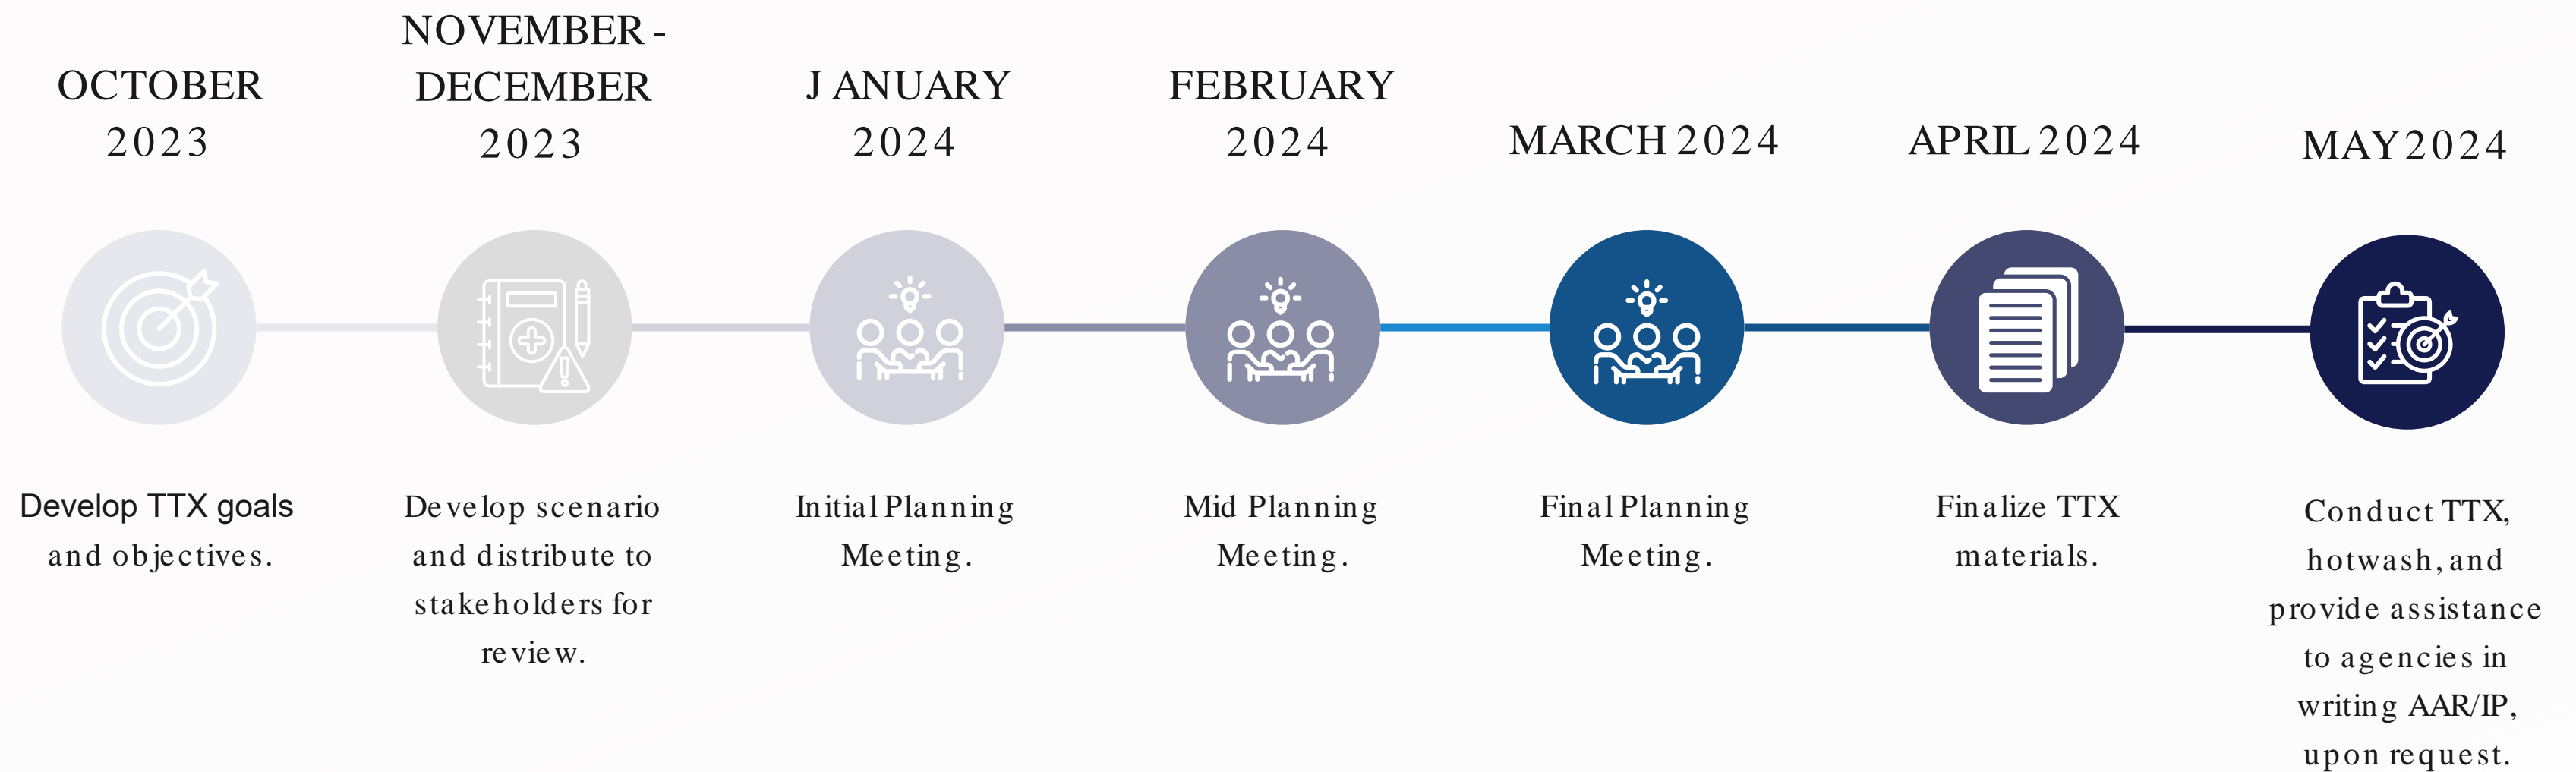 OCTOBER
2023
NOVEMBER -
DECEMBER
2023
JANUARY
2024
FEBRUARY
2024
MARCH 2024
APRIL 2024
MAY 2024
Develop TTX goals
and objectives.
Develop scenario
and distribute to
stakeholders for
review.
Initial Planning
Meeting.
Mid Planning
Meeting.
Final Planning
Meeting.
Finalize TTX
materials.
Conduct TTX,
hotwash, and
provide assistance
to agencies in
writing AAR/IP,
upon request.